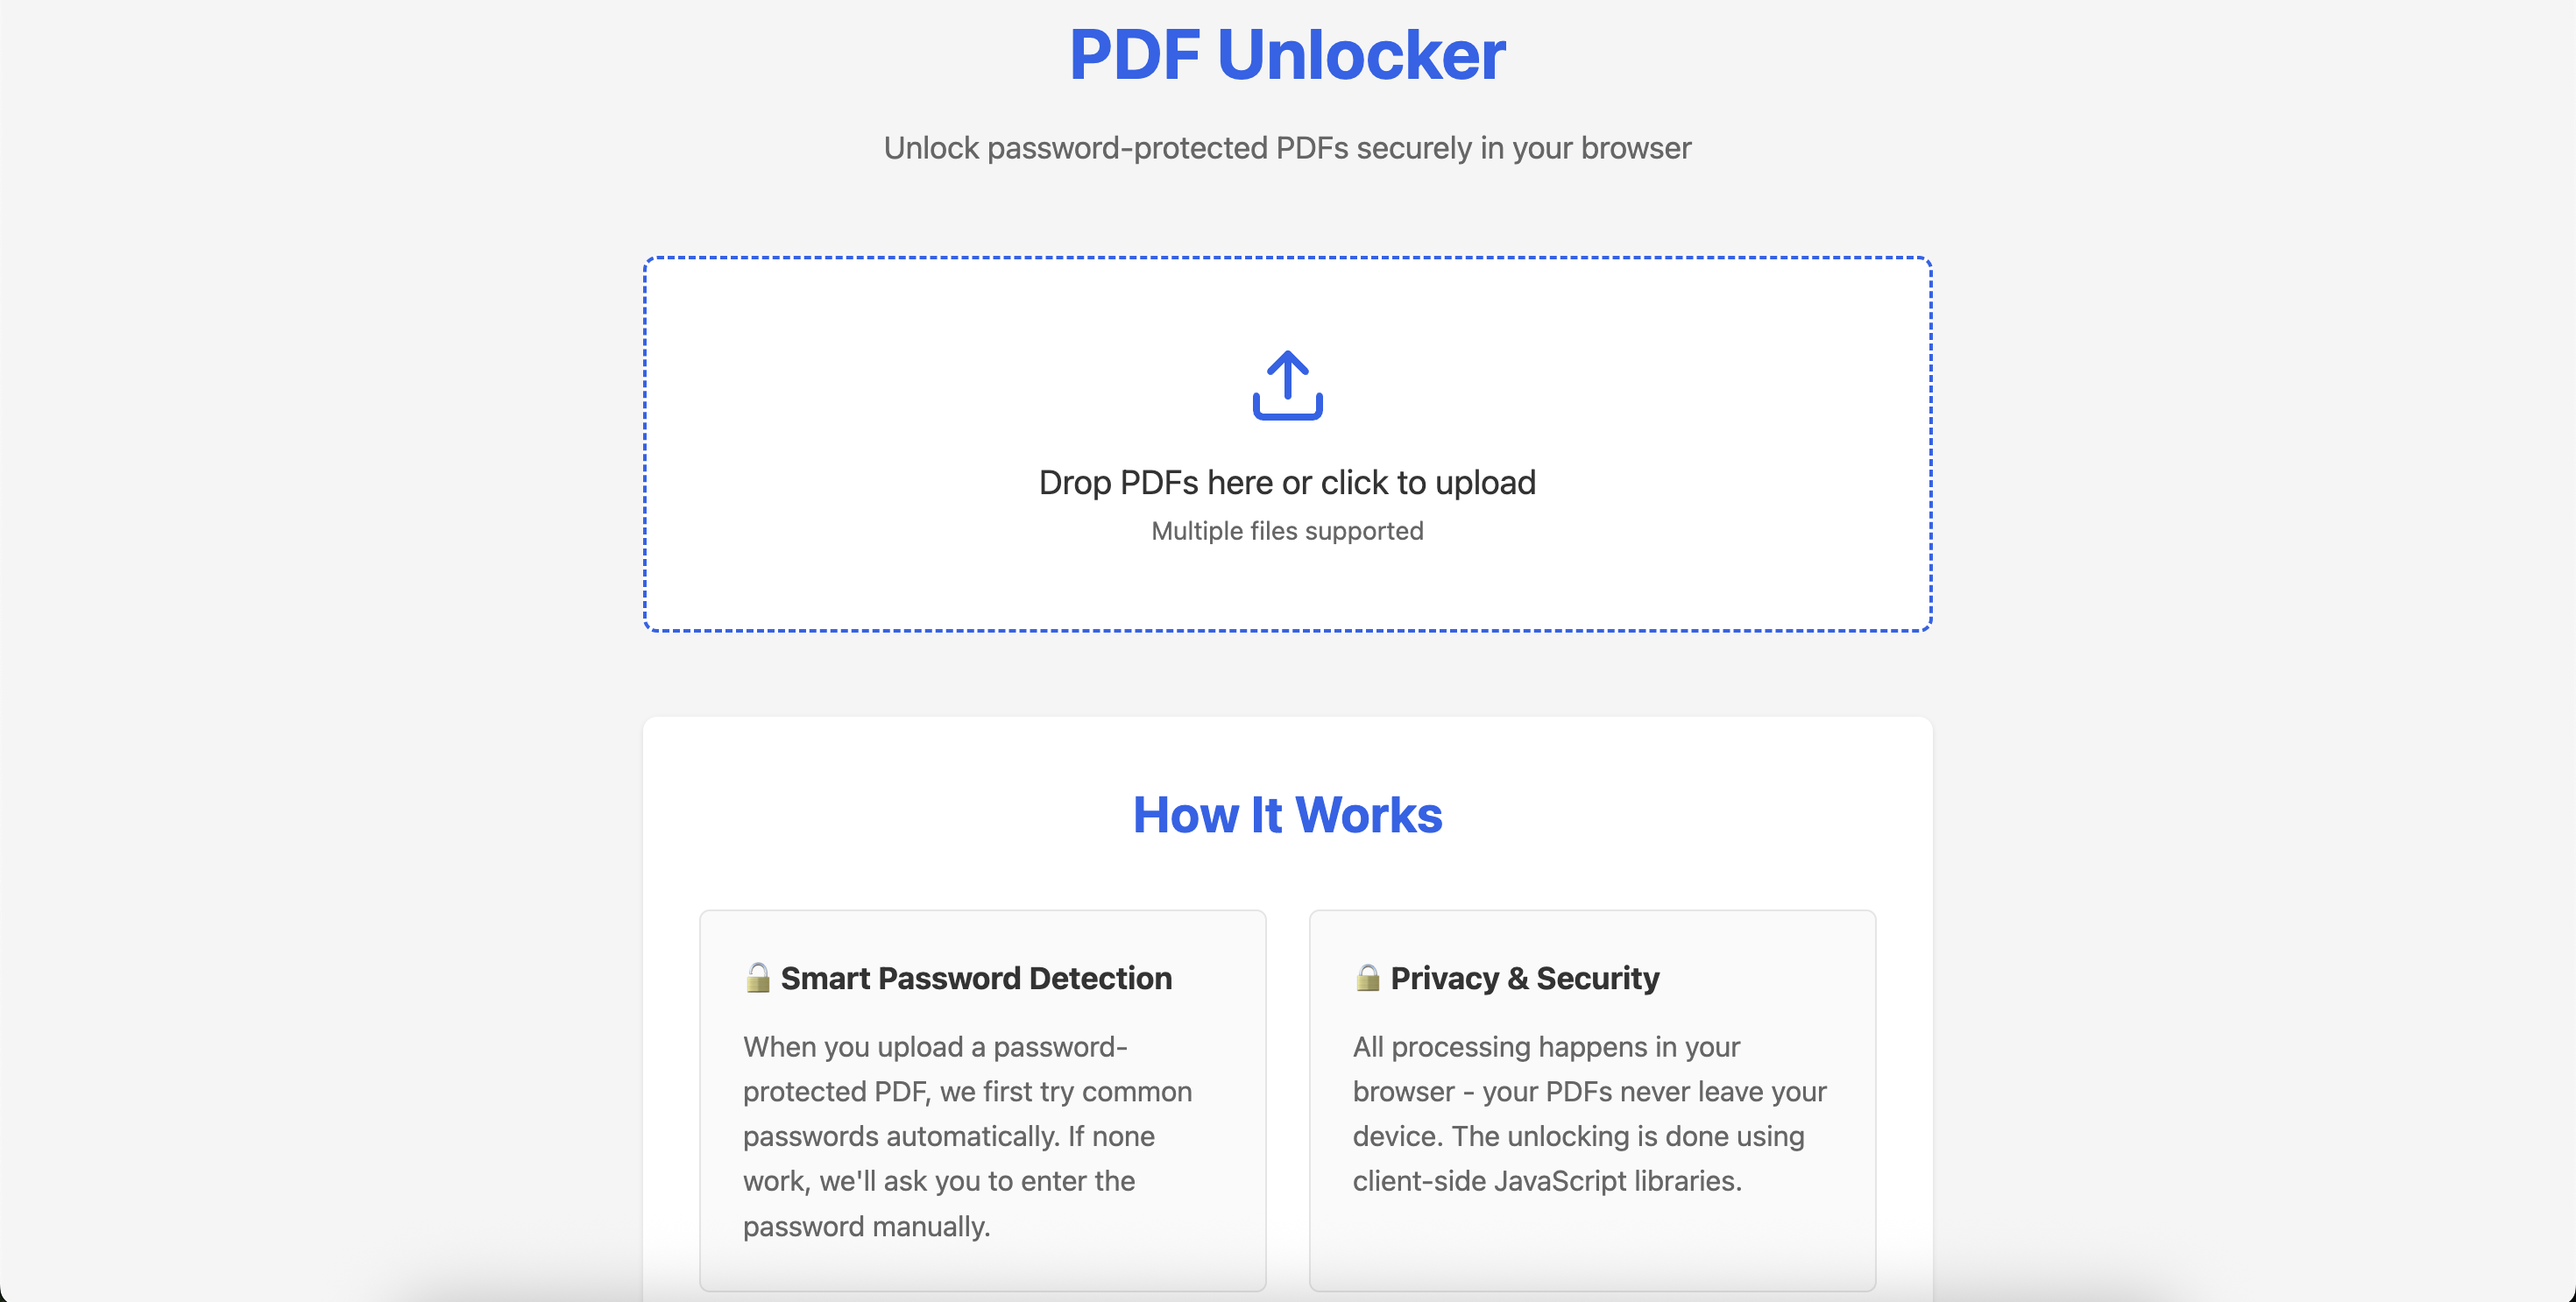 PDF Unlocker
Unlock password-protected PDFs securely in your browser
Drop PDFs here or click to upload
Multiple files supported
How It Works
🔓 Smart Password Detection
When you upload a password-
protected PDF, we first try common
passwords automatically. If none
work, we'll ask you to enter the
password manually.
🔒 Privacy & Security
All processing happens in your
browser - your PDFs never leave your
device. The unlocking is done using
client-side JavaScript libraries.